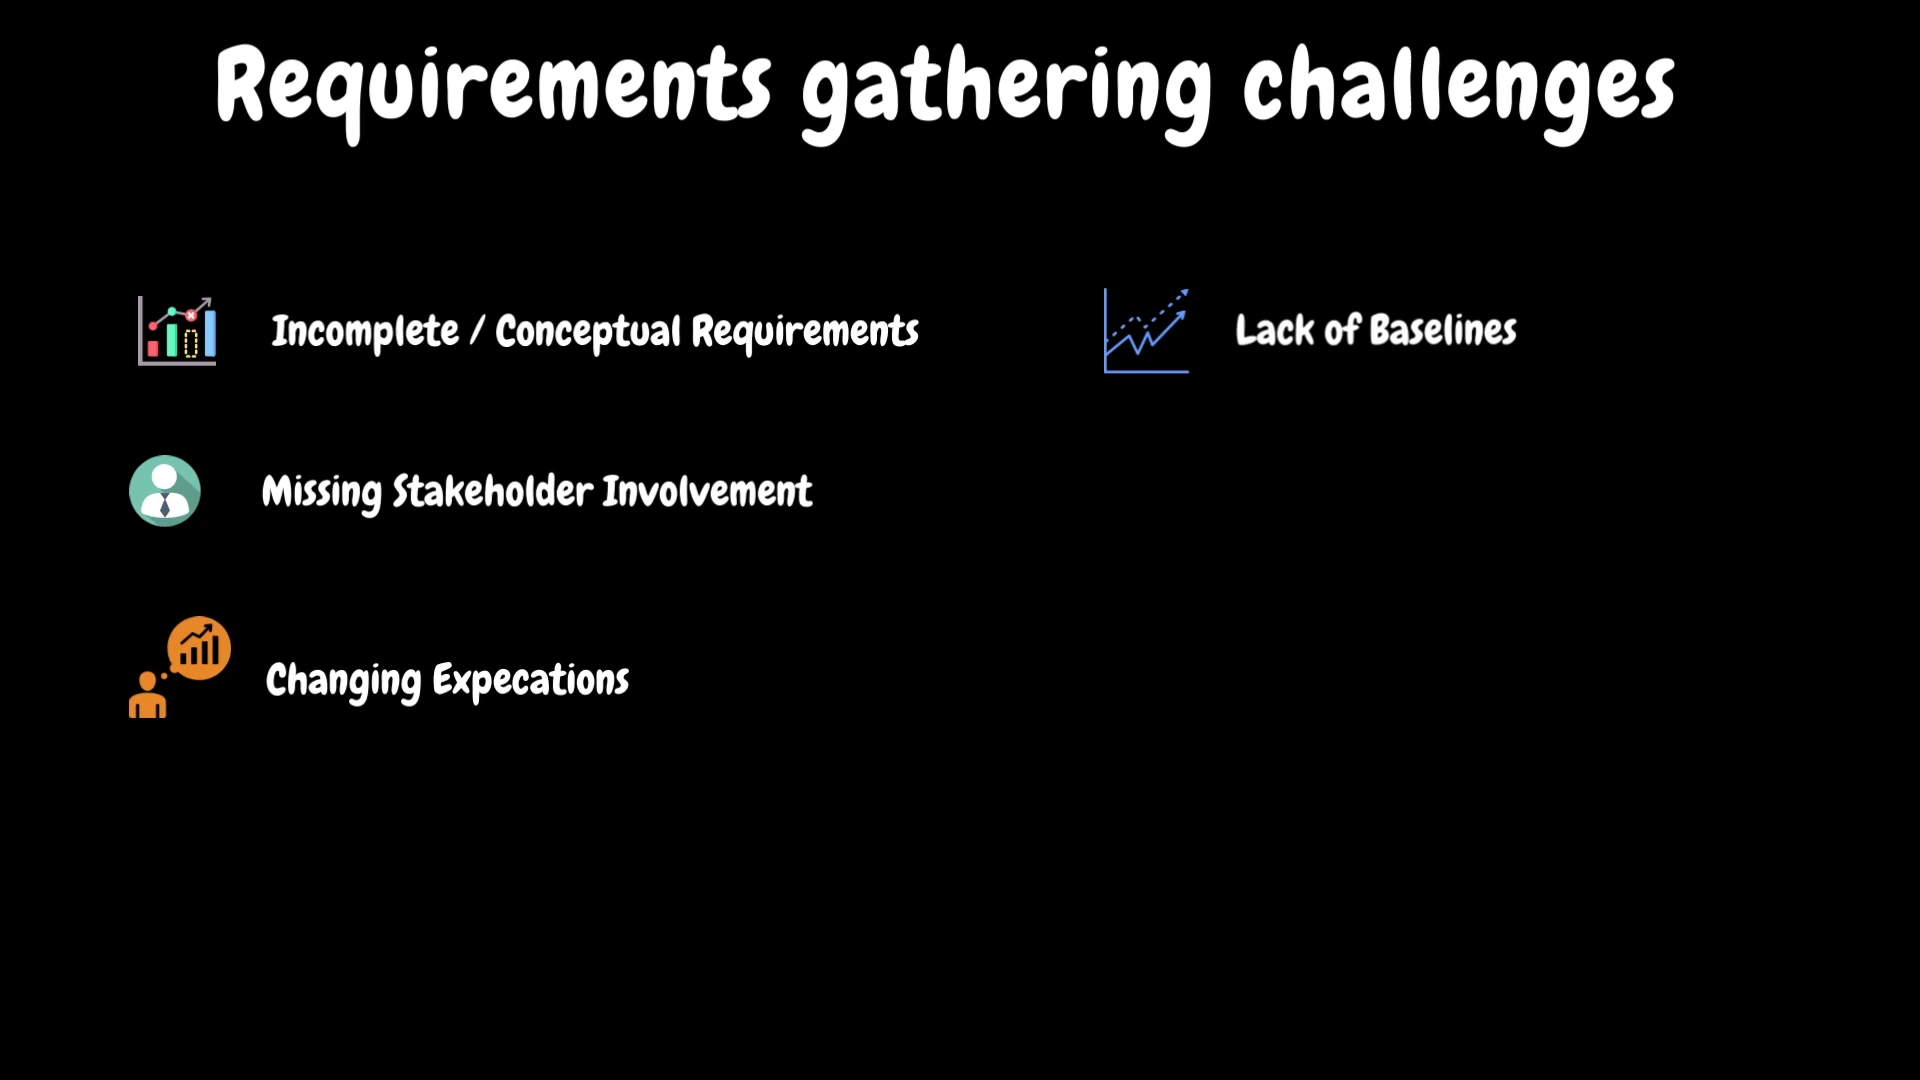 Requirements gathering challenges
Incomplete / Conceptual Requirements
Lack of Baselines
Missing Stakeholder Involvement
Changing Expecations